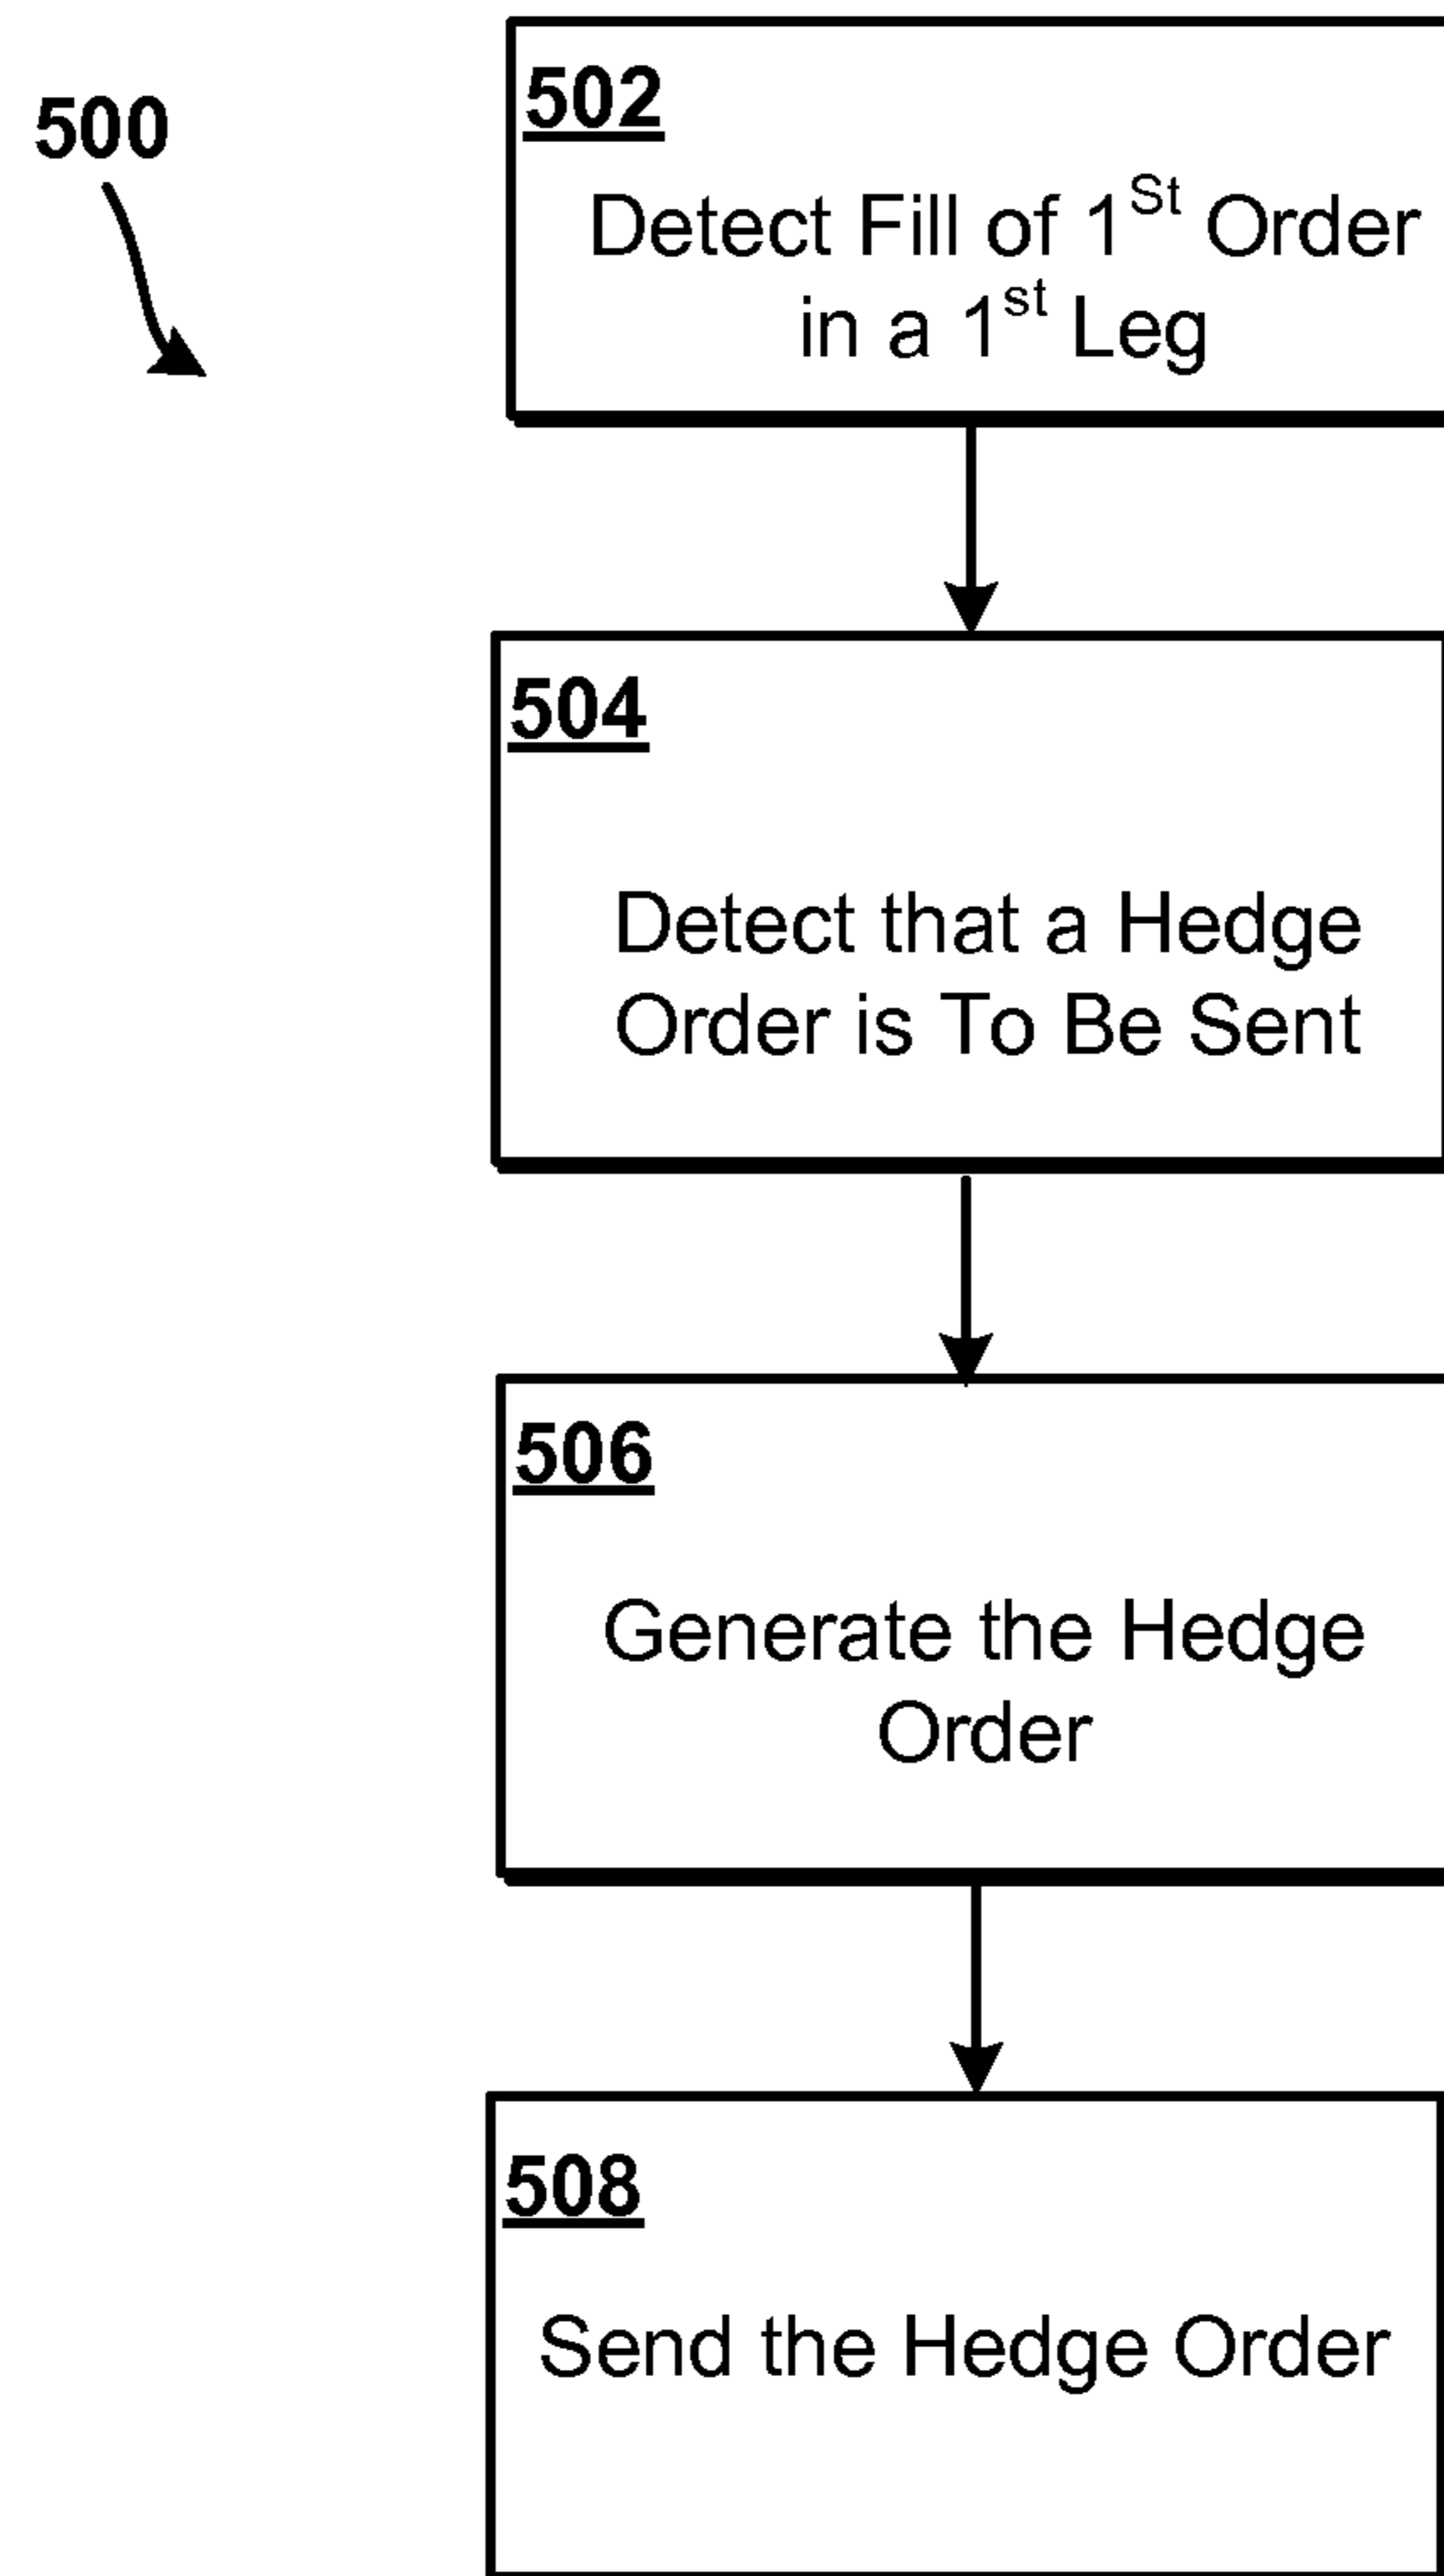 500
502
Detect Fill of 1St Order
in a 1st Leg
504
Detect that a Hedge
Order is To Be Sent
506
Generate the Hedge
Order
508
Send the Hedge Order